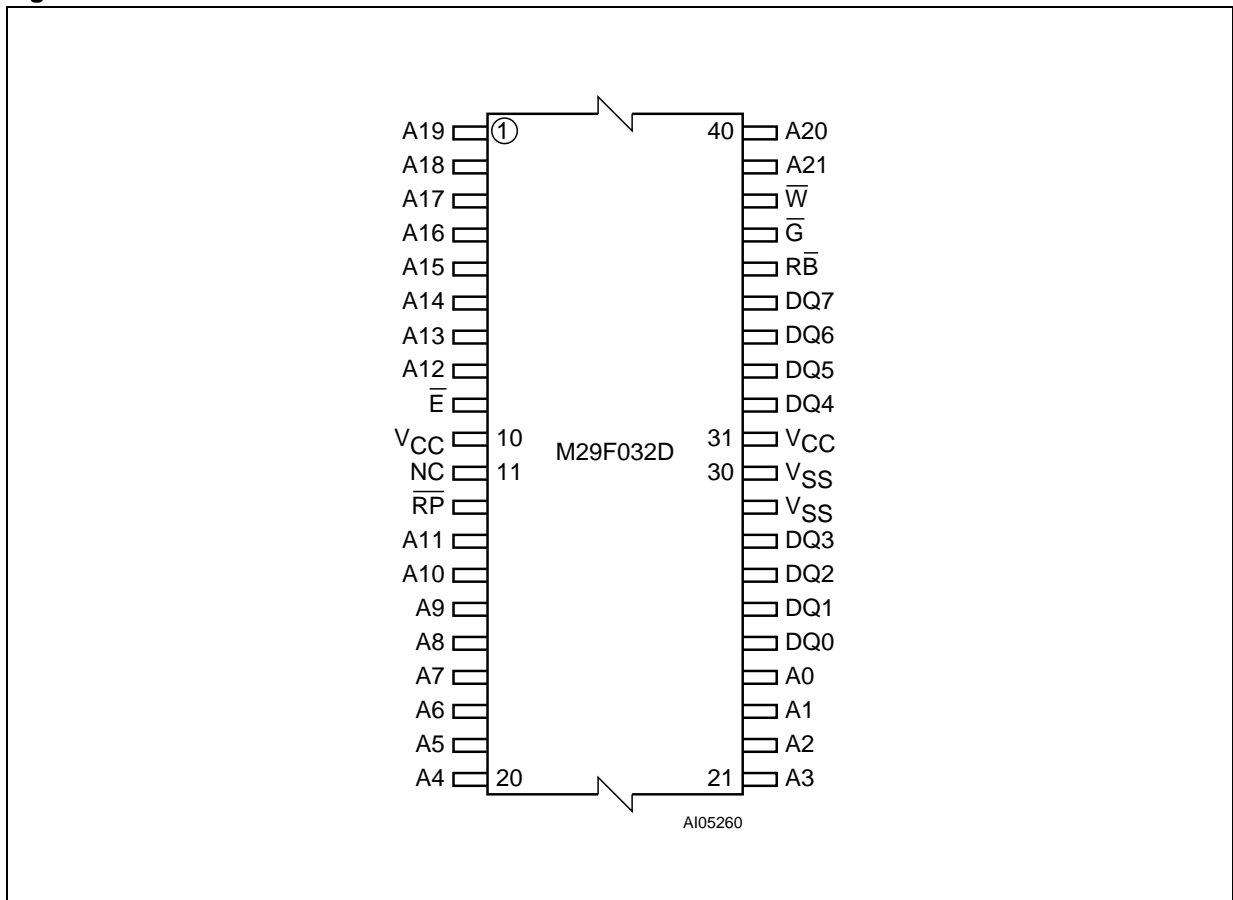 A19 1 40 A20
A18 A21
A17 W̅
A16 G̅
A15 RB̅
A14 DQ7
A13 DQ6
A12 DQ5
E̅ DQ4
VCC 10 M29F032D 31 VCC
NC 11 30 VSS
R̅P̅ VSS
A11 DQ3
A10 DQ2
A9 DQ1
A8 DQ0
A7 A0
A6 A1
A5 A2
A4 20 21 A3
AI05260